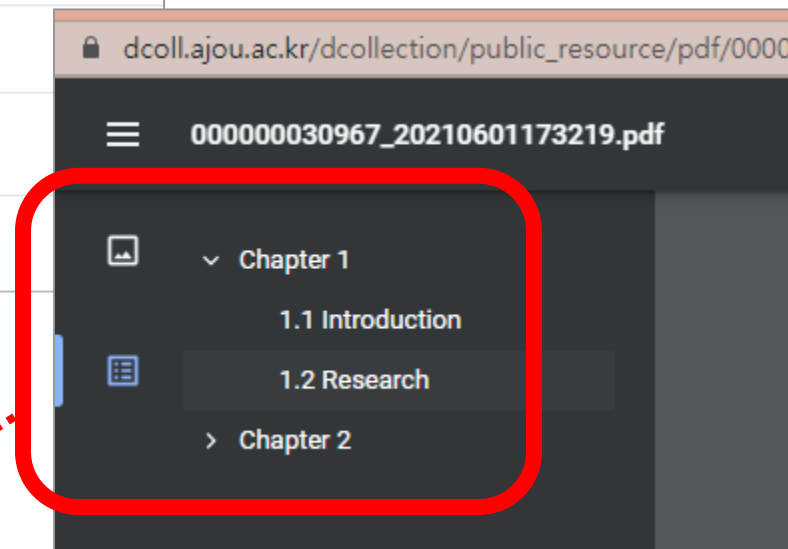 dcoll.ajou.ac.kr/dcollection/public_resource/pdf/0000
000000030967_20210601173219.pdf
Chapter 1
1.1 Introduction
1.2 Research
Chapter 2